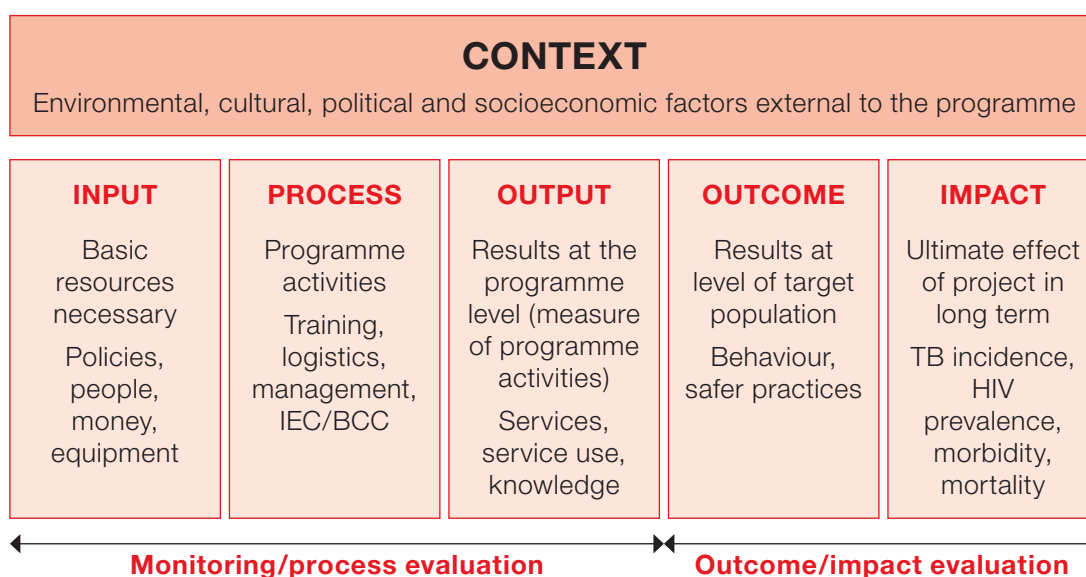 CONTEXT
Environmental, cultural, political and socioeconomic factors external to the programme
INPUT
Basic
resources
necessary
Policies,
people,
money,
equipment
PROCESS
Programme
activities
Training,
logistics,
management,
IEC/BCC
OUTPUT
Results at the
programme
level (measure
of programme
activities)
Services,
service use,
knowledge
OUTCOME
Results at
level of target
population
Behaviour,
safer practices
IMPACT
Ultimate effect
of project in
long term
TB incidence,
HIV
prevalence,
morbidity,
mortality
Monitoring/process evaluation
Outcome/impact evaluation